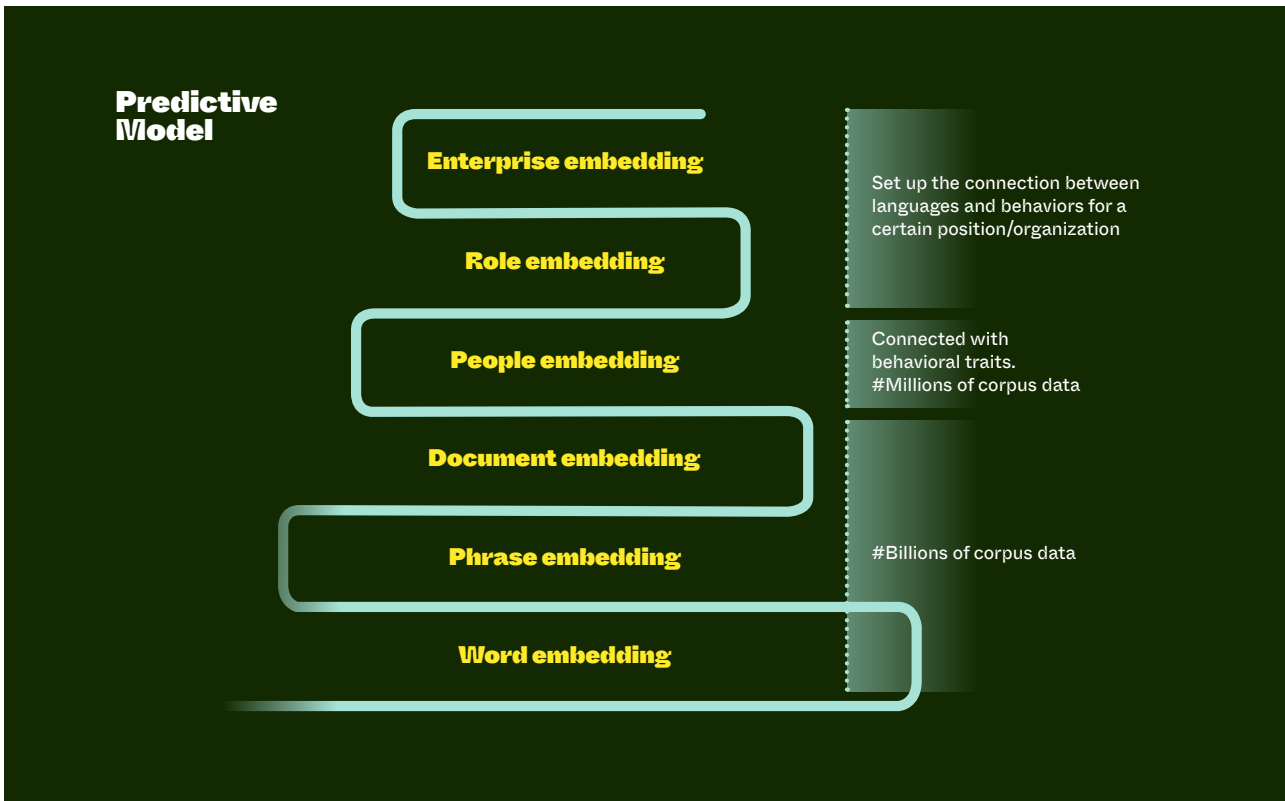 Predictive
Model
Enterprise embedding
Role embedding
People embedding
Document embedding
Phrase embedding
Word embedding
Set up the connection between
languages and behaviors for a
certain position/organization
Connected with
behavioral traits.
#Millions of corpus data
#Billions of corpus data